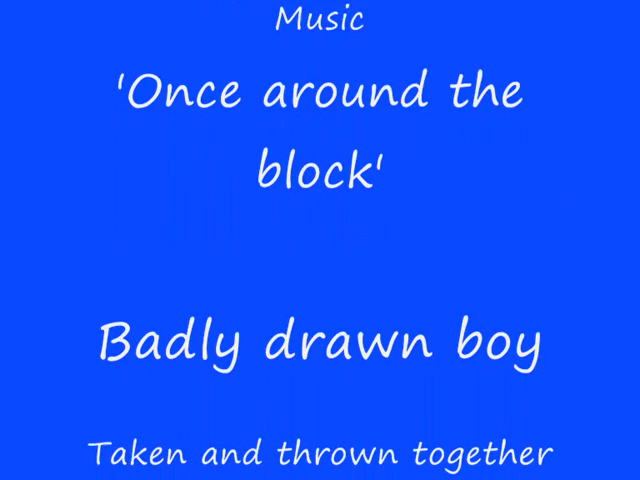 Music
'Once around the
block'
Badly drawn boy
Taken and thrown together